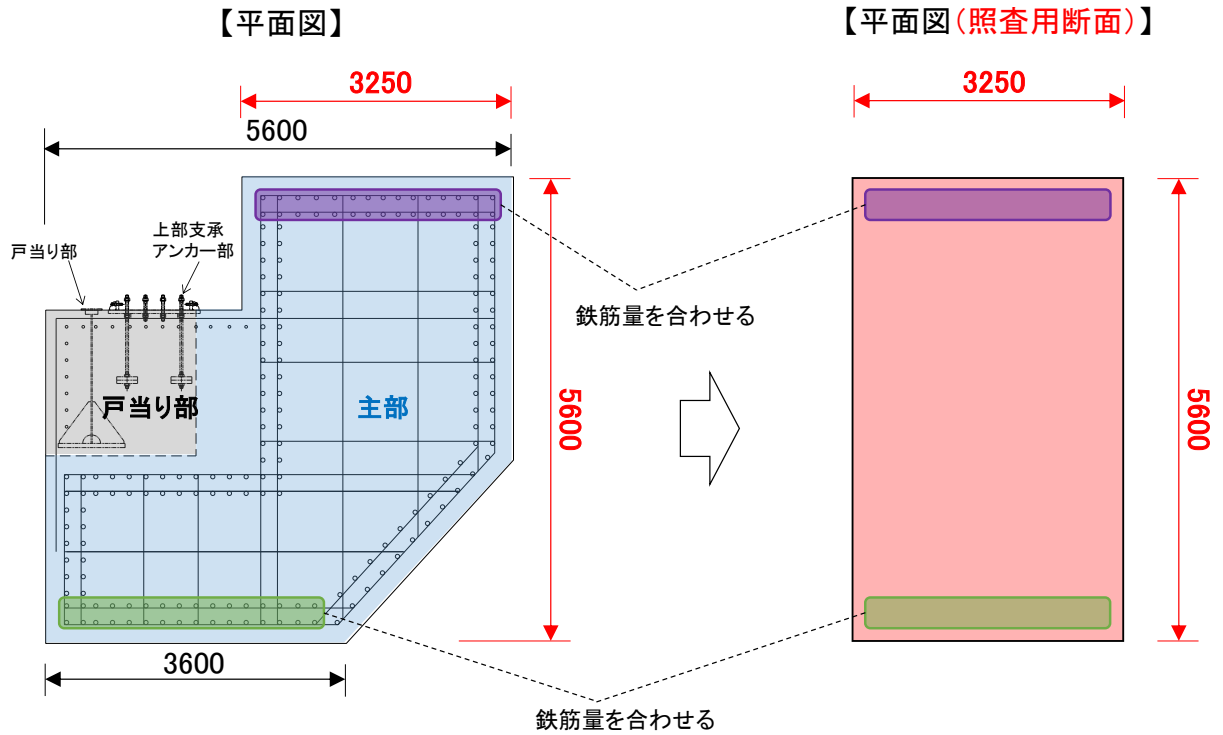 【平面図】
【平面図(照査用断面)】
3250
3250
5600
戸当り部
上部支承
アンカー部
鉄筋量を合わせる
戸当り部
主部
5600
5600
3600
鉄筋量を合わせる